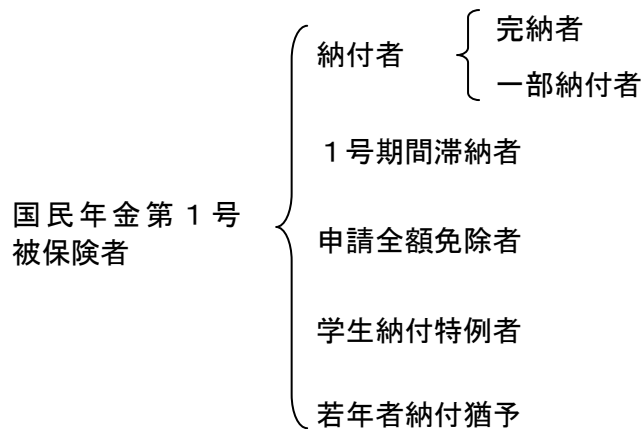 国民年金第１号
被保険者
納付者
完納者
一部納付者
１号期間滞納者
申請全額免除者
学生納付特例者
若年者納付猶予